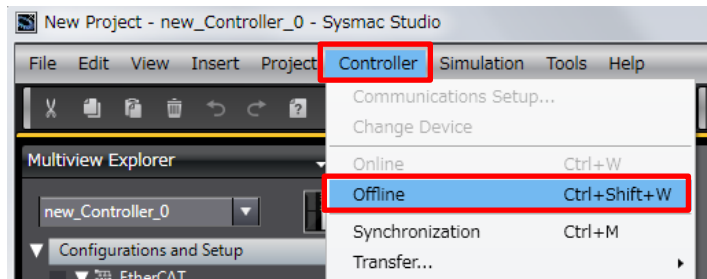 New Project - new_Controller_0 - Sysmac Studio
File Edit View Insert Project Controller Simulation Tools Help
Communications Setup...
Change Device
Multiview Explorer
Online Ctrl+W
new_Controller_0
Offline Ctrl+Shift+W
Synchronization Ctrl+M
Configurations and Setup
Transfer...
EtherCAT